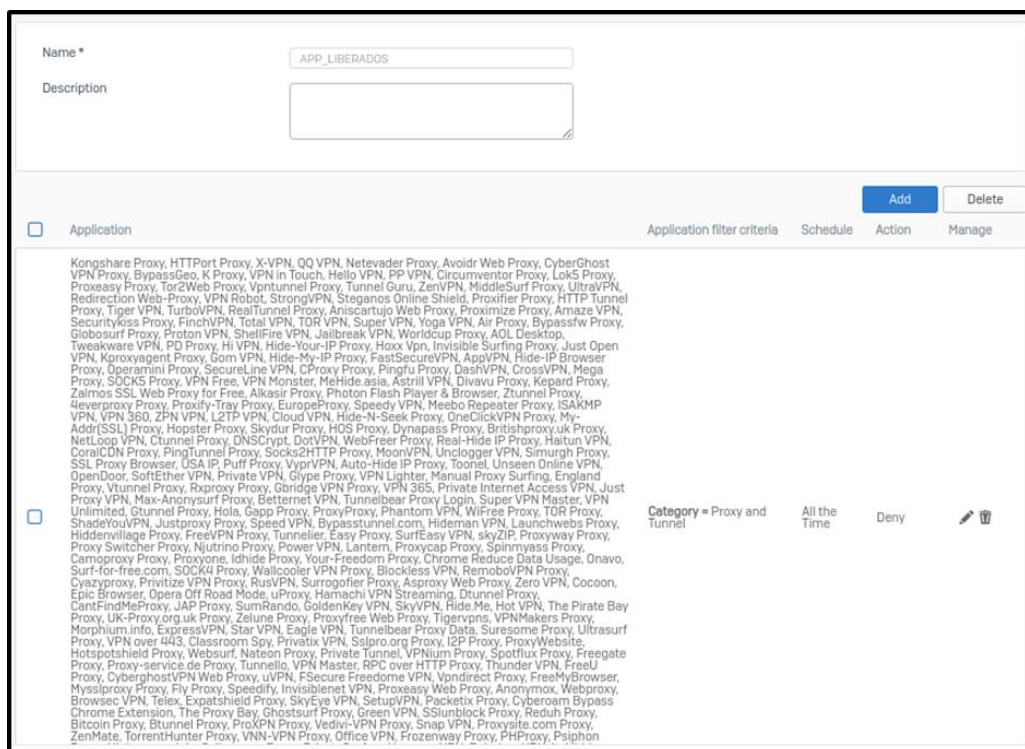 Name *
APP_LIBERADOS
Description
Add
Delete
Application
Application filter criteria
Schedule
Action
Manage
Kongshare Proxy, HTTPort Proxy, X-VPN, QQ VPN, Netevader Proxy, Avoidr Web Proxy, CyberGhost
VPN Proxy, BypassGeo, K Proxy, VPN in Touch, Hello VPN, PP VPN, Circumventor Proxy, Lok5 Proxy,
Proxeasy Proxy, Tor2Web Proxy, Vpntunnel Proxy, Tunnel Guru, ZenVPN, MiddleSurf Proxy, UltraVPN,
Redirection Web-Proxy, VPN Robot, StrongVPN, Steganos Online Shield, Proxifier Proxy, HTTP Tunnel
Proxy, Tiger VPN, TurboVPN, RealTunnel Proxy, Aniscartujo Web Proxy, Proximize Proxy, Amaze VPN,
Securitykiss Proxy, FinchVPN, Total VPN, TOR VPN, Super VPN, Yoga VPN, Air Proxy, Bypassfw Proxy,
Globosurf Proxy, Proton VPN, ShellFire VPN, Jailbreak VPN, Worldcup Proxy, AOL Desktop,
Tweakware VPN, PD Proxy, Hi VPN, Hide-Your-IP Proxy, Hoxx Vpn, Invisible Surfing Proxy, Just Open
VPN, Kproxyagent Proxy, Gom VPN, Hide-My-IP Proxy, FastSecureVPN, AppVPN, Hide-IP Browser
Proxy, Operamini Proxy, SecureLine VPN, CProxy Proxy, Pingfu Proxy, DashVPN, CrossVPN, Mega
Proxy, SOCK5 Proxy, VPN Free, VPN Monster, MeHide.asia, Astrill VPN, Divavu Proxy, Kepard Proxy,
Zalmos SSL Web Proxy for Free, Alkasir Proxy, Photon Flash Player & Browser, Ztunnel Proxy,
4everproxy Proxy, Proxify-Tray Proxy, EuropeProxy, Speedy VPN, Meebo Repeater Proxy, ISAKMP
VPN, VPN 360, ZPN VPN, L2TP VPN, Cloud VPN, Hide-N-Seek Proxy, OneClickVPN Proxy, My-
Addr(SSL) Proxy, Hopster Proxy, Skydur Proxy, HOS Proxy, Dynapass Proxy, Britishproxy.uk Proxy,
NetLoop VPN, Ctunnel Proxy, DNSCrypt, DotVPN, WebFreer Proxy, Real-Hide IP Proxy, Haitun VPN,
CoralCDN Proxy, PingTunnel Proxy, Socks2HTTP Proxy, MoonVPN, Unclogger VPN, Simurgh Proxy,
SSL Proxy Browser, USA IP, Puff Proxy, VyprVPN, Auto-Hide IP Proxy, Toonel, Unseen Online VPN,
OpenDoor, SoftEther VPN, Private VPN, Glype Proxy, VPN Lighter, Manual Proxy Surfing, England
Proxy, Vtunnel Proxy, Rxproxy Proxy, Gbridge VPN Proxy, VPN 365, Private Internet Access VPN, Just
Proxy VPN, Max-Anonysurf Proxy, Betternet VPN, Tunnelbear Proxy Login, Super VPN Master, VPN
Unlimited, Gtunnel Proxy, Hola, Gapp Proxy, ProxyProxy, Phantom VPN, WiFree Proxy, TOR Proxy,
ShadeYouVPN, Justproxy Proxy, Speed VPN, Bypasstunnel.com, Hideman VPN, Launchwebs Proxy,
Hiddenvillage Proxy, FreeVPN Proxy, Tunnelier, Easy Proxy, SurfEasy VPN, skyZIP, Proxyway Proxy,
Proxy Switcher Proxy, Njutrino Proxy, Power VPN, Lantern, Proxycap Proxy, Spinmyass Proxy,
Camoproxy Proxy, Proxyone, Idhide Proxy, Your-Freedom Proxy, Chrome Reduce Data Usage, Onavo,
Surf-for-free.com, SOCK4 Proxy, Wallcooler VPN Proxy, Blockless VPN, RemoboVPN Proxy,
Cyazyproxy, Privitize VPN Proxy, RusVPN, Surrogofier Proxy, Asproxy Web Proxy, Zero VPN, Cocoon,
Epic Browser, Opera Off Road Mode, uProxy, Hamachi VPN Streaming, Dtunnel Proxy,
CantFindMeProxy, JAP Proxy, SumRando, GoldenKey VPN, SkyVPN, Hide.Me, Hot VPN, The Pirate Bay
Proxy, UK-Proxy.org.uk Proxy, Zelune Proxy, Proxyfree Web Proxy, Tigervpns, VPNMakers Proxy,
Morphium.info, ExpressVPN, Star VPN, Eagle VPN, Tunnelbear Proxy Data, Suresome Proxy, Ultrasurf
Proxy, VPN over 443, Classroom Spy, Privatix VPN, Sslpro.org Proxy, I2P Proxy, ProxyWebsite,
Hotspotshield Proxy, Websurf, Nateon Proxy, Private Tunnel, VPNium Proxy, Spotflux Proxy, Freegate
Proxy, Proxy-service.de Proxy, Tunnello, VPN Master, RPC over HTTP Proxy, Thunder VPN, FreeU
Proxy, CyberghostVPN Web Proxy, uVPN, FSecure Freedome VPN, Vpndirect Proxy, FreeMyBrowser,
Mysslproxy Proxy, Fly Proxy, Speedify, Invisiblenet VPN, Proxeasy Web Proxy, Anonymox, Webproxy,
Browsec VPN, Telex, Expatshield Proxy, SkyEye VPN, SetupVPN, Packetix Proxy, Cyberoam Bypass
Chrome Extension, The Proxy Bay, Ghostsurf Proxy, Green VPN, SSlunblock Proxy, Reduh Proxy,
Bitcoin Proxy, Btunnel Proxy, ProXPN Proxy, Vedivi-VPN Proxy, Snap VPN, Proxysite.com Proxy,
ZenMate, TorrentHunter Proxy, VNN-VPN Proxy, Office VPN, Frozenway Proxy, PHProxy, Psiphon
Category = Proxy and
Tunnel
All the
Time
Deny